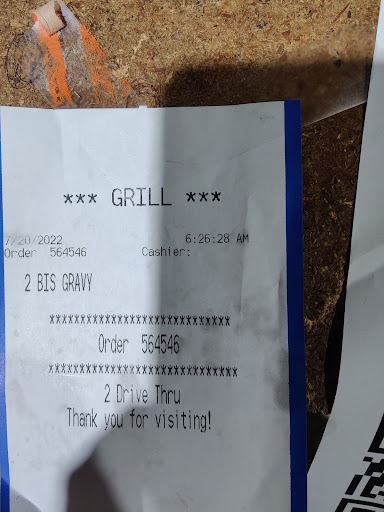 *** GRILL ***
7/20/2022 6:26:28 AM
Order 564546 Cashier:
2 BIS GRAVY
*****************************
Order 564546
******************************
2 Drive Thru
Thank you for visiting!